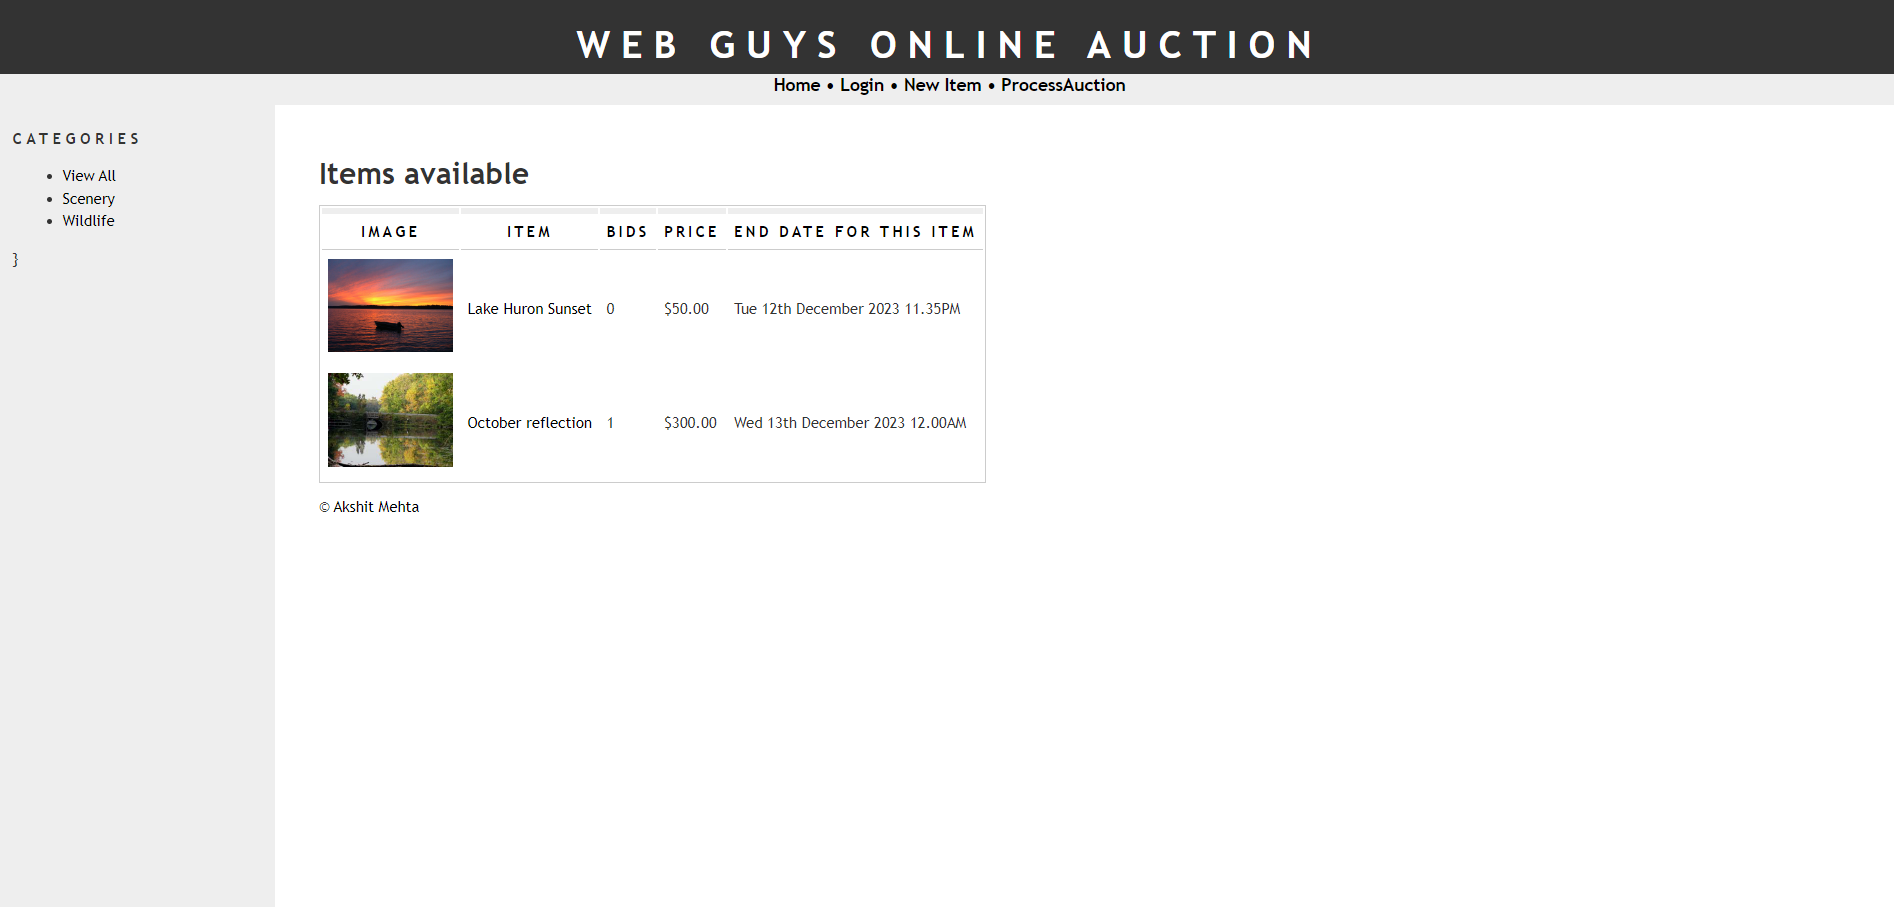 WEB GUYS ONLINE AUCTION
Home • Login • New Item • ProcessAuction
CATEGORIES
• View All
• Scenery
• Wildlife
}
Items available
IMAGE ITEM BIDS PRICE END DATE FOR THIS ITEM
Lake Huron Sunset 0 $50.00 Tue 12th December 2023 11.35PM
October reflection 1 $300.00 Wed 13th December 2023 12.00AM
© Akshit Mehta